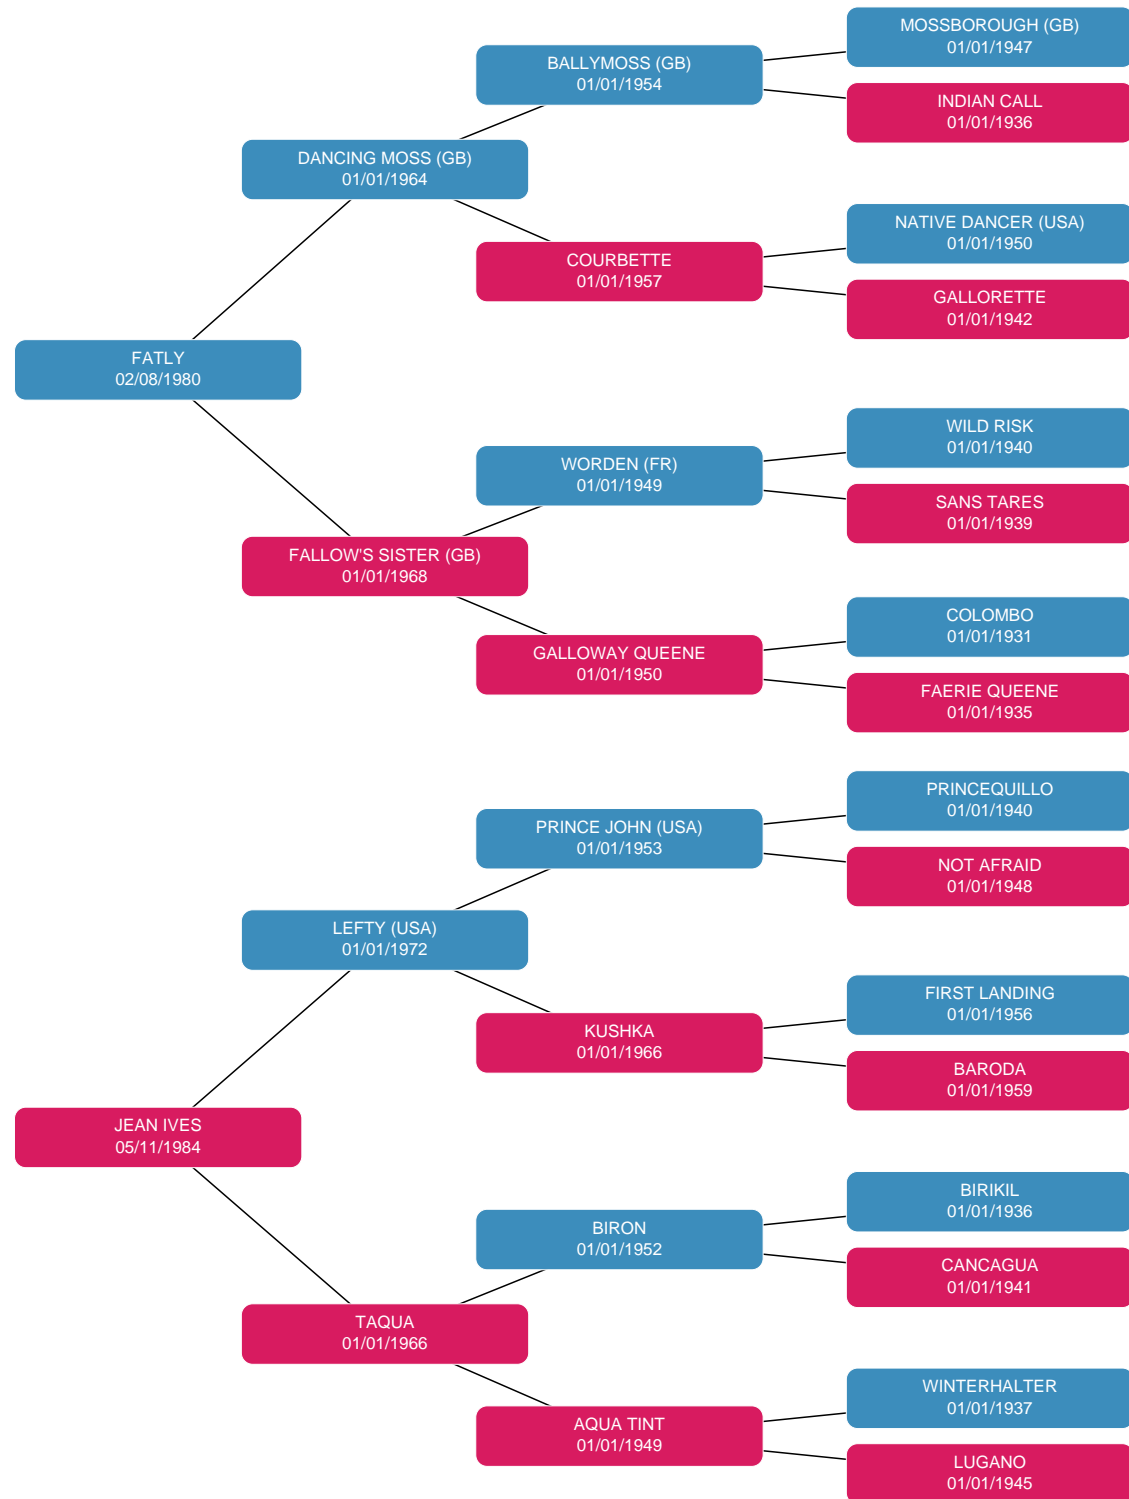 MOSSBOROUGH (GB)
01/01/1947
BALLYMOSS (GB)
01/01/1954
INDIAN CALL
01/01/1936
DANCING MOSS (GB)
01/01/1964
NATIVE DANCER (USA)
01/01/1950
COURBETTE
01/01/1957
GALLORETTE
01/01/1942
FATLY
02/08/1980
WILD RISK
01/01/1940
WORDEN (FR)
01/01/1949
SANS TARES
01/01/1939
FALLOW'S SISTER (GB)
01/01/1968
COLOMBO
01/01/1931
GALLOWAY QUEENE
01/01/1950
FAERIE QUEENE
01/01/1935
PRINCEQUILLO
01/01/1940
PRINCE JOHN (USA)
01/01/1953
NOT AFRAID
01/01/1948
LEFTY (USA)
01/01/1972
FIRST LANDING
01/01/1956
KUSHKA
01/01/1966
BARODA
01/01/1959
JEAN IVES
05/11/1984
BIRIKIL
01/01/1936
BIRON
01/01/1952
CANCAGUA
01/01/1941
TAQUA
01/01/1966
WINTERHALTER
01/01/1937
AQUA TINT
01/01/1949
LUGANO
01/01/1945